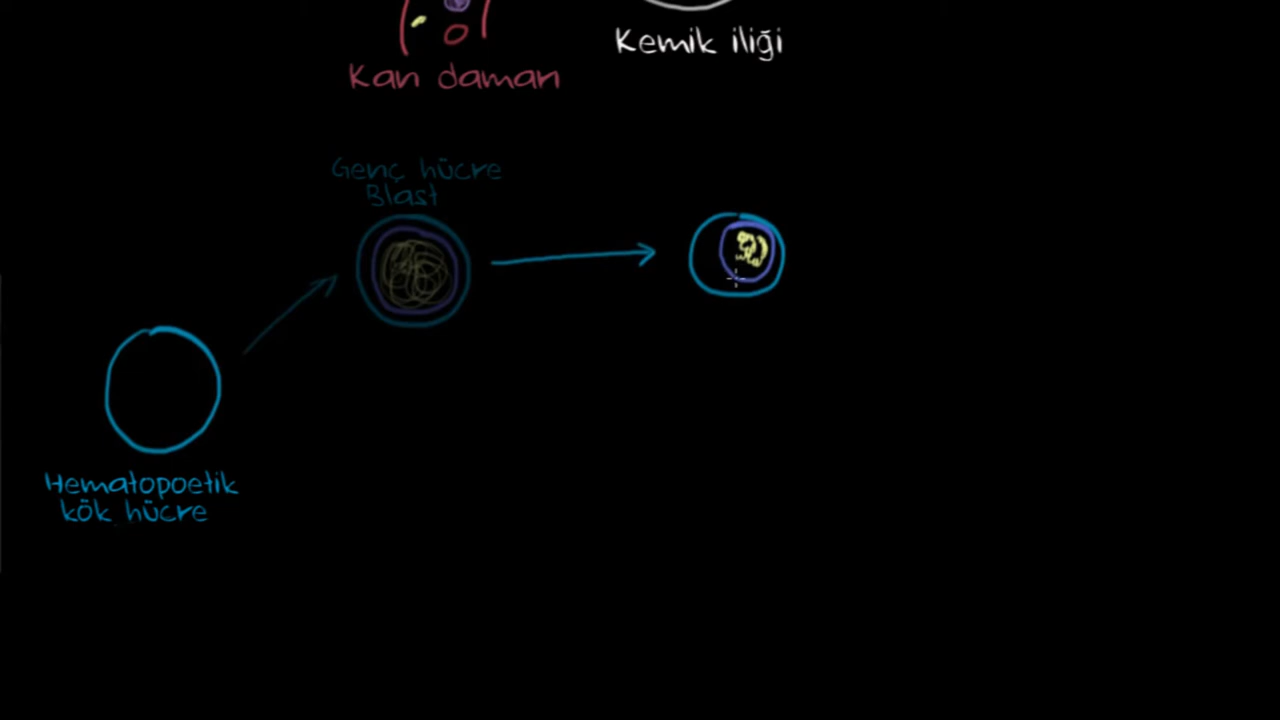 Kemik iliği
Kan damarı
Genç hücre
Blast
Hematopoetik
kök hücre